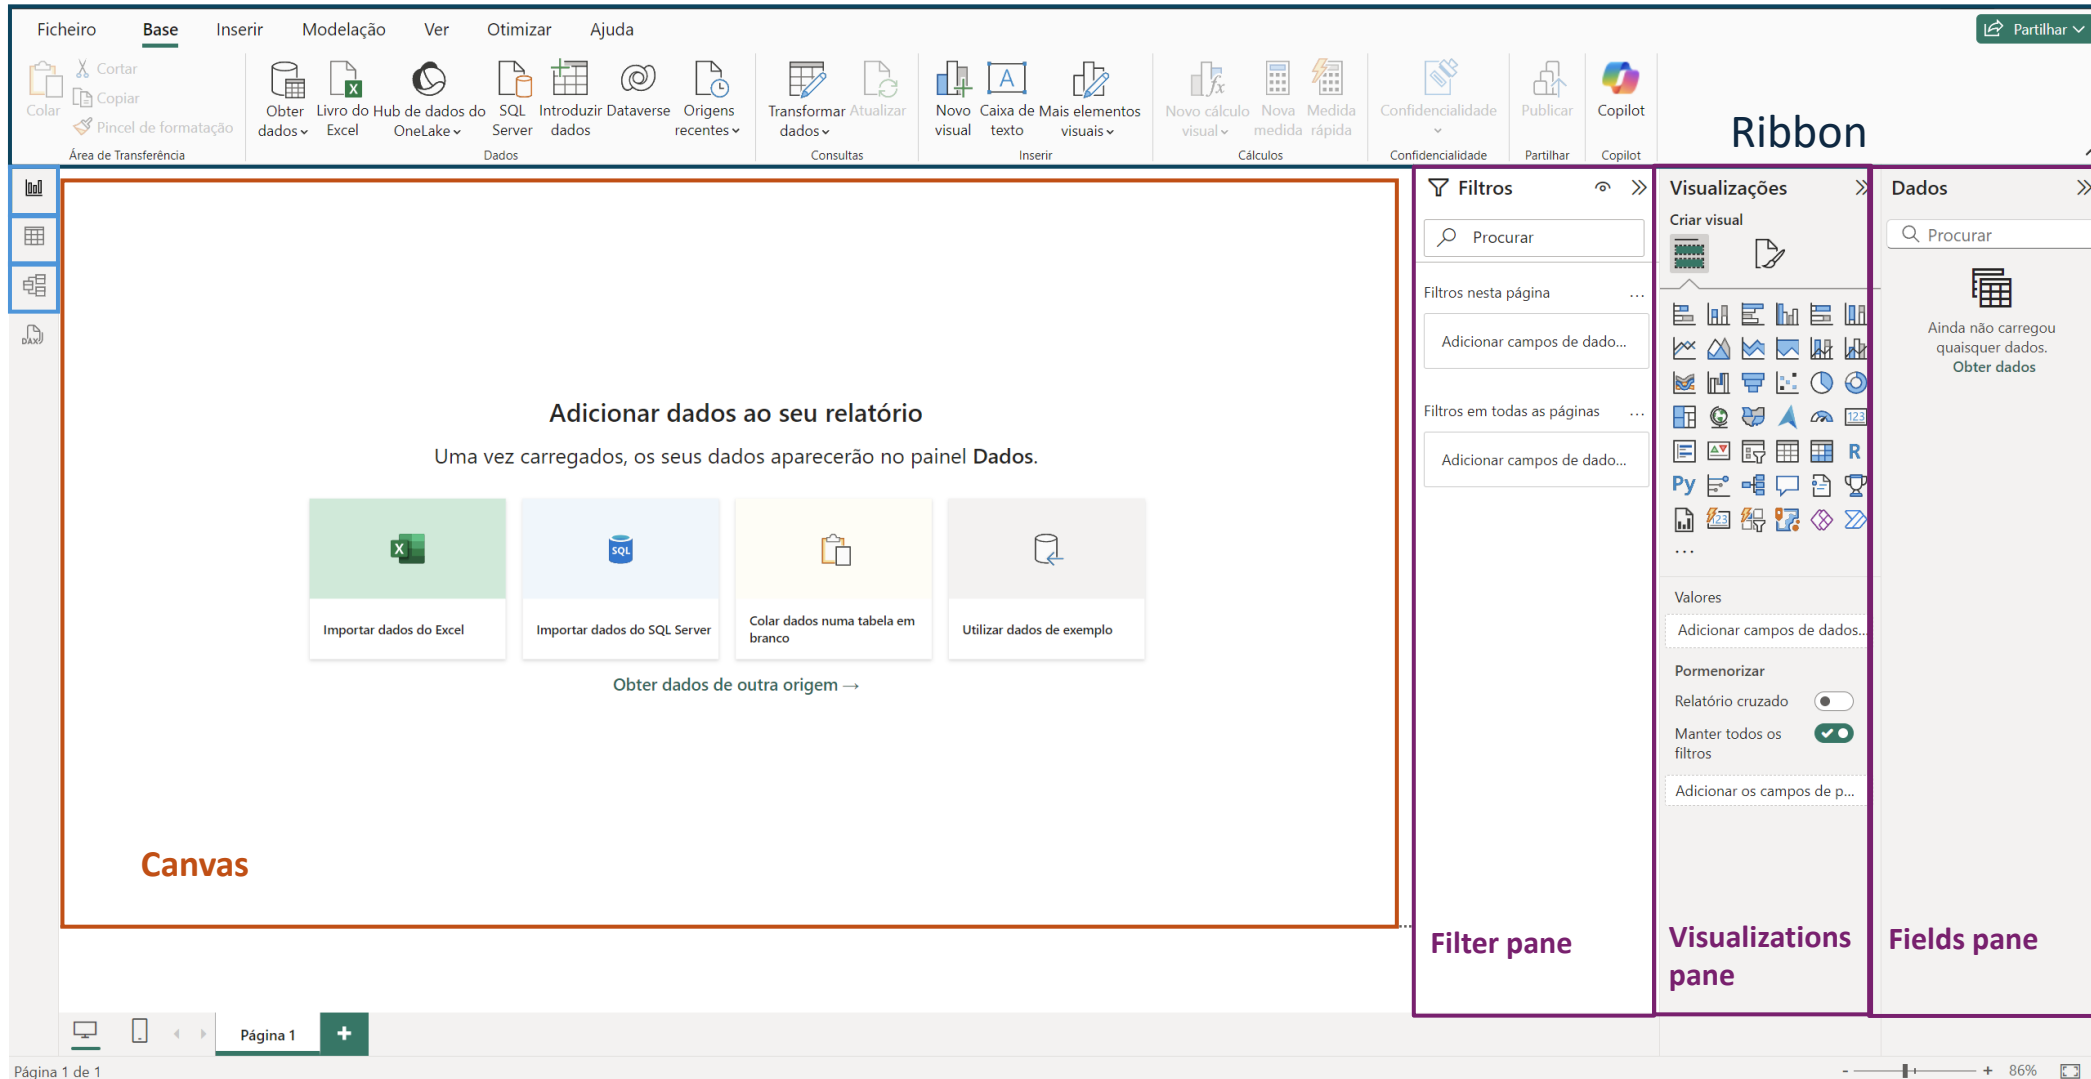 Ficheiro Base Inserir Modelação Ver Otimizar Ajuda Partilhar
Colar
Cortar
Copiar
Pincel de formatação
Área de Transferência
Obter
dados
Livro do
Excel
Hub de dados do
OneLake
SQL
Server
Introduzir
dados
Dataverse
Origens
recentes
Dados
Transformar
dados
Atualizar
Consultas
Novo
visual
Caixa de
texto
Mais elementos
visuais
Inserir
Novo cálculo
visual
Nova
medida
Medida
rápida
Cálculos
Confidencialidade
Confidencialidade
Publicar
Partilhar
Copilot
Copilot
Ribbon
DAX
Adicionar dados ao seu relatório
Uma vez carregados, os seus dados aparecerão no painel Dados.
SQL
Importar dados do Excel
Importar dados do SQL Server
Colar dados numa tabela em
branco
Utilizar dados de exemplo
Obter dados de outra origem →
Canvas
Filtros
Procurar
Filtros nesta página ...
Adicionar campos de dado...
Filtros em todas as páginas ...
Adicionar campos de dado...
Filter pane
Visualizações
Criar visual
123
R
Py
123
...
Valores
Adicionar campos de dados...
Pormenorizar
Relatório cruzado
Manter todos os
filtros
Adicionar os campos de p...
Visualizations
pane
Dados
Procurar
Ainda não carregou
quaisquer dados.
Obter dados
Fields pane
Página 1 +
Página 1 de 1
- + 86%